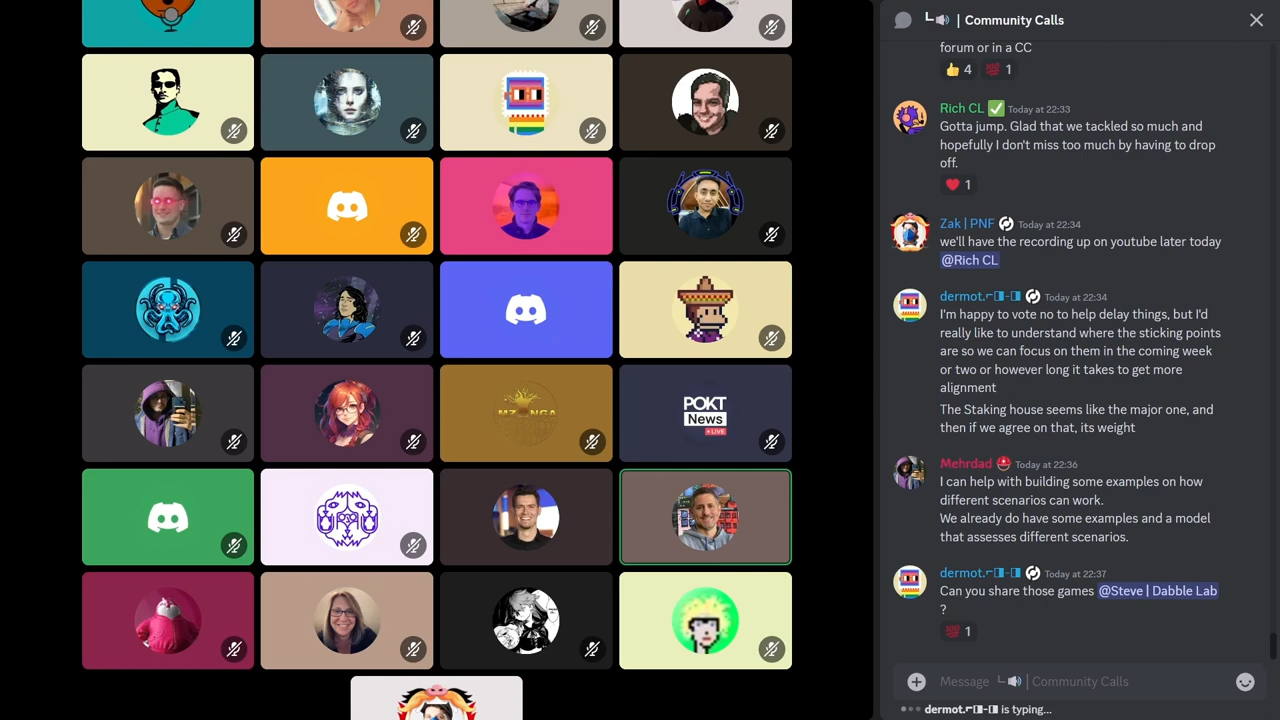 MZONGA
POKT
News
LIVE
┗🔊 | Community Calls
forum or in a CC
👍 4 💯 1
Rich CL ✅ Today at 22:33
Gotta jump. Glad that we tackled so much and
hopefully I don't miss too much by having to drop
off.
❤️ 1
Zak | PNF Today at 22:34
we'll have the recording up on youtube later today
@Rich CL
dermot.⌐◨-◨ Today at 22:34
I'm happy to vote no to help delay things, but I'd
really like to understand where the sticking points
are so we can focus on them in the coming week
or two or however long it takes to get more
alignment
The Staking house seems like the major one, and
then if we agree on that, its weight
Mehrdad ⛑️ Today at 22:36
I can help with building some examples on how
different scenarios can work.
We already do have some examples and a model
that assesses different scenarios.
dermot.⌐◨-◨ Today at 22:37
Can you share those games @Steve | Dabble Lab
?
💯 1
Message ┗🔊 | Community Calls
dermot.⌐◨-◨ is typing...